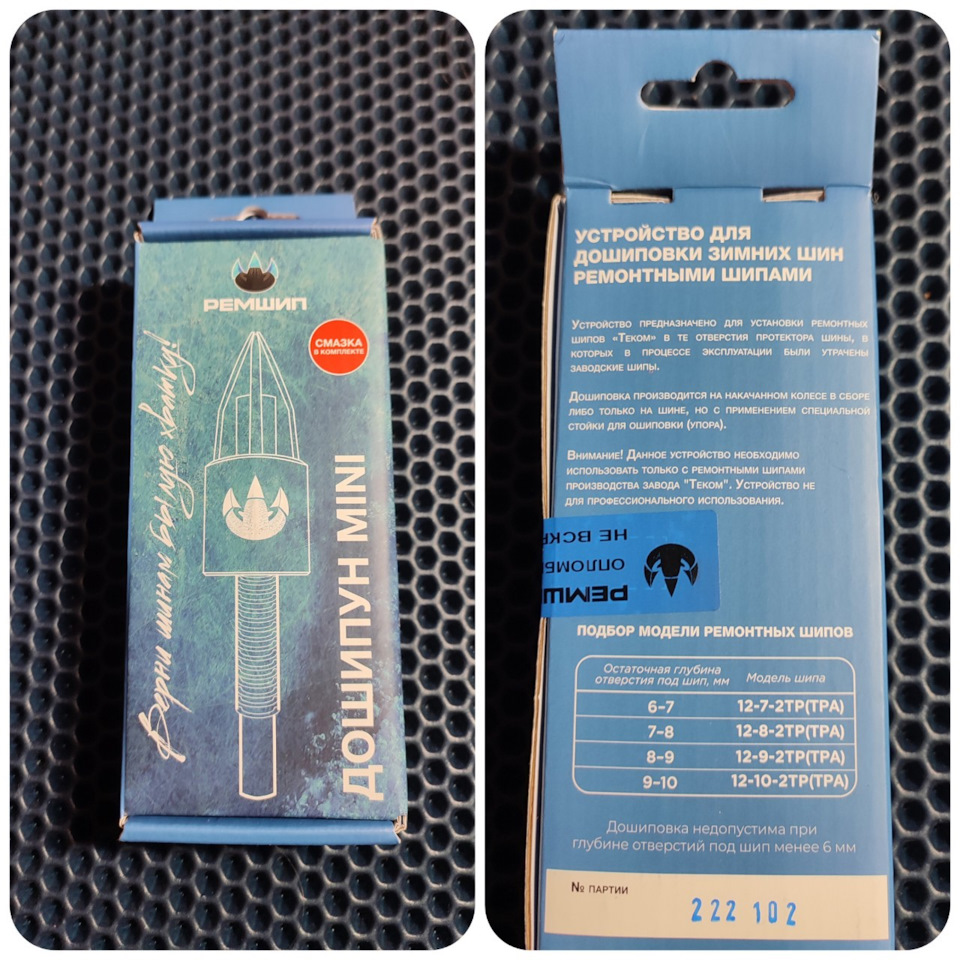 РЕМШИП
СМАЗКА
В КОМПЛЕКТЕ
Верни шинам былую хватку!
ДОШИПУН MINI
УСТРОЙСТВО ДЛЯ
ДОШИПОВКИ ЗИМНИХ ШИН
РЕМОНТНЫМИ ШИПАМИ
Устройство предназначено для установки ремонтных
шипов «Теком» в те отверстия протектора шины, в
которых в процессе эксплуатации были утрачены
заводские шипы.
Дошиповка производится на накачанном колесе в сборе
либо только на шине, но с применением специальной
стойки для ошиповки (упора).
Внимание! Данное устройство необходимо
использовать только с ремонтными шипами
производства завода "Теком". Устройство не
для профессионального использования.
РЕМШИ
ОПЛОМБ
НЕ ВСКР
ПОДБОР МОДЕЛИ РЕМОНТНЫХ ШИПОВ
Остаточная глубина
отверстия под шип, мм Модель шипа
6-7 12-7-2ТР(ТРА)
7-8 12-8-2ТР(ТРА)
8-9 12-9-2ТР(ТРА)
9-10 12-10-2ТР(ТРА)
Дошиповка недопустима при
глубине отверстий под шип менее 6 мм
№ ПАРТИИ
222 102